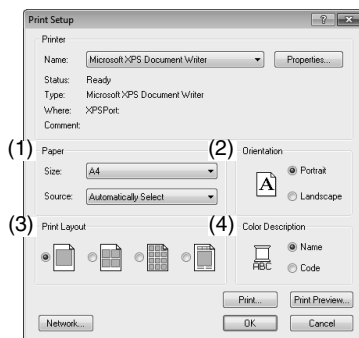 Print Setup
Printer
Name: Microsoft XPS Document Writer Properties...
Status: Ready
Type: Microsoft XPS Document Writer
Where: XPSPort:
Comment:
(1) Paper
Size: A4
Source: Automatically Select
(2) Orientation
A
Portrait
Landscape
(3) Print Layout
(4) Color Description
ABC
Name
Code
Print... Print Preview...
Network... OK Cancel